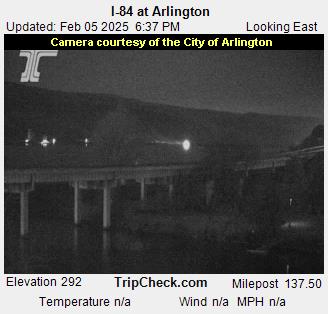 I-84 at Arlington
Updated: Feb 05 2025 6:37 PM Looking East
Camera courtesy of the City of Arlington
Elevation 292 TripCheck.com Milepost 137.50
Temperature n/a Wind n/a MPH n/a